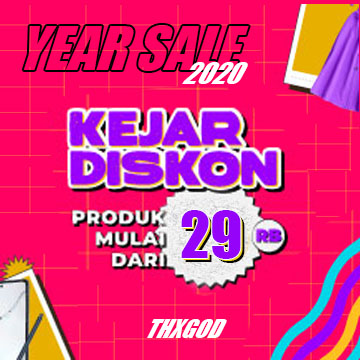 YEAR SALE
2020
KEJAR
DISKON
PRODUK
MULAI
DARI
29 RB
THXGOD